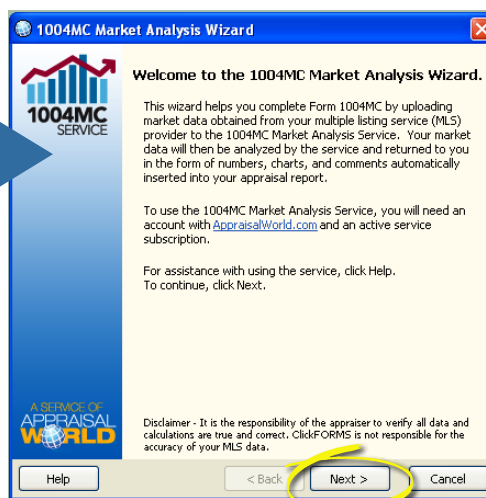 1004MC Market Analysis Wizard
Welcome to the 1004MC Market Analysis Wizard.
1004MC
SERVICE
This wizard helps you complete Form 1004MC by uploading
market data obtained from your multiple listing service (MLS)
provider to the 1004MC Market Analysis Service. Your market
data will then be analyzed by the service and returned to you
in the form of numbers, charts, and comments automatically
inserted into your appraisal report.
To use the 1004MC Market Analysis Service, you will need an
account with AppraisalWorld.com and an active service
subscription.
For assistance with using the service, click Help.
To continue, click Next.
A SERVICE OF
APPRAISAL
WORLD
Disclaimer - It is the responsibility of the appraiser to verify all data and
calculations are true and correct. ClickFORMS is not responsible for the
accuracy of your MLS data.
Help
< Back
Next >
Cancel